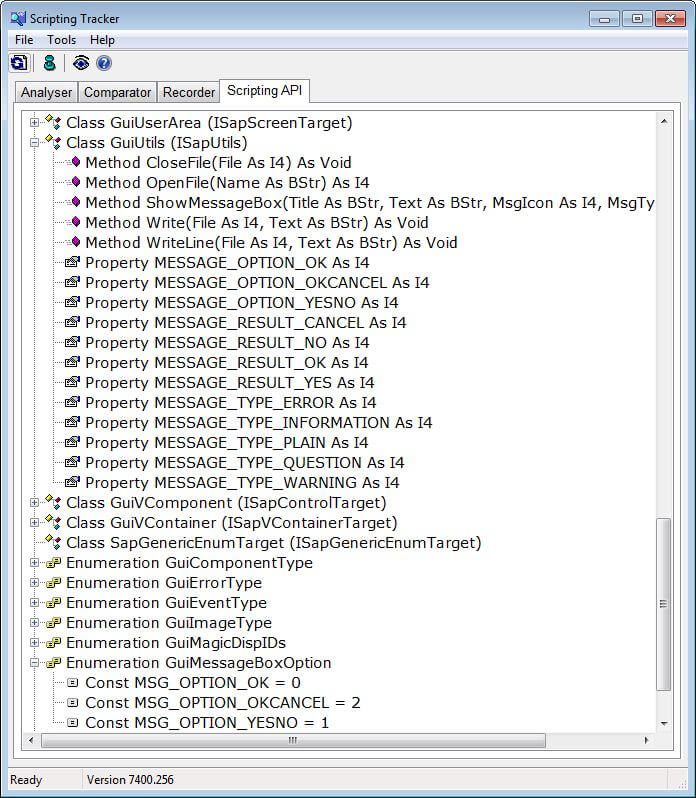 Scripting Tracker
File Tools Help
Analyser Comparator Recorder Scripting API
Class GuiUserArea (ISapScreenTarget)
Class GuiUtils (ISapUtils)
Method CloseFile(File As I4) As Void
Method OpenFile(Name As BStr) As I4
Method ShowMessageBox(Title As BStr, Text As BStr, MsgIcon As I4, MsgTy
Method Write(File As I4, Text As BStr) As Void
Method WriteLine(File As I4, Text As BStr) As Void
Property MESSAGE_OPTION_OK As I4
Property MESSAGE_OPTION_OKCANCEL As I4
Property MESSAGE_OPTION_YESNO As I4
Property MESSAGE_RESULT_CANCEL As I4
Property MESSAGE_RESULT_NO As I4
Property MESSAGE_RESULT_OK As I4
Property MESSAGE_RESULT_YES As I4
Property MESSAGE_TYPE_ERROR As I4
Property MESSAGE_TYPE_INFORMATION As I4
Property MESSAGE_TYPE_PLAIN As I4
Property MESSAGE_TYPE_QUESTION As I4
Property MESSAGE_TYPE_WARNING As I4
Class GuiVComponent (ISapControlTarget)
Class GuiVContainer (ISapVContainerTarget)
Class SapGenericEnumTarget (ISapGenericEnumTarget)
Enumeration GuiComponentType
Enumeration GuiErrorType
Enumeration GuiEventType
Enumeration GuiImageType
Enumeration GuiMagicDispIDs
Enumeration GuiMessageBoxOption
Const MSG_OPTION_OK = 0
Const MSG_OPTION_OKCANCEL = 2
Const MSG_OPTION_YESNO = 1
Ready Version 7400.256